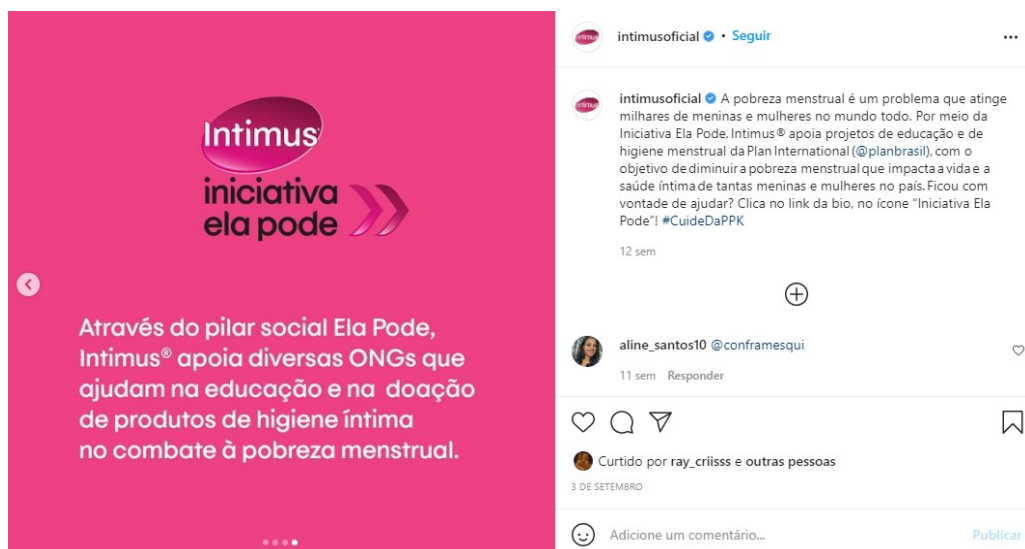 Intimus
iniciativa
ela pode
Através do pilar social Ela Pode,
Intimus® apoia diversas ONGs que
ajudam na educação e na doação
de produtos de higiene íntima
no combate à pobreza menstrual.
intimusoficial • Seguir
intimusoficial A pobreza menstrual é um problema que atinge
milhares de meninas e mulheres no mundo todo. Por meio da
Iniciativa Ela Pode, Intimus® apoia projetos de educação e de
higiene menstrual da Plan International (@planbrasil), com o
objetivo de diminuir a pobreza menstrual que impacta a vida e a
saúde íntima de tantas meninas e mulheres no país. Ficou com
vontade de ajudar? Clica no link da bio, no ícone “Iniciativa Ela
Pode”! #CuideDaPPK
12 sem
aline_santos10 @conframesqui
11 sem Responder
Curtido por ray_criisss e outras pessoas
3 DE SETEMBRO
Adicione um comentário... Publicar